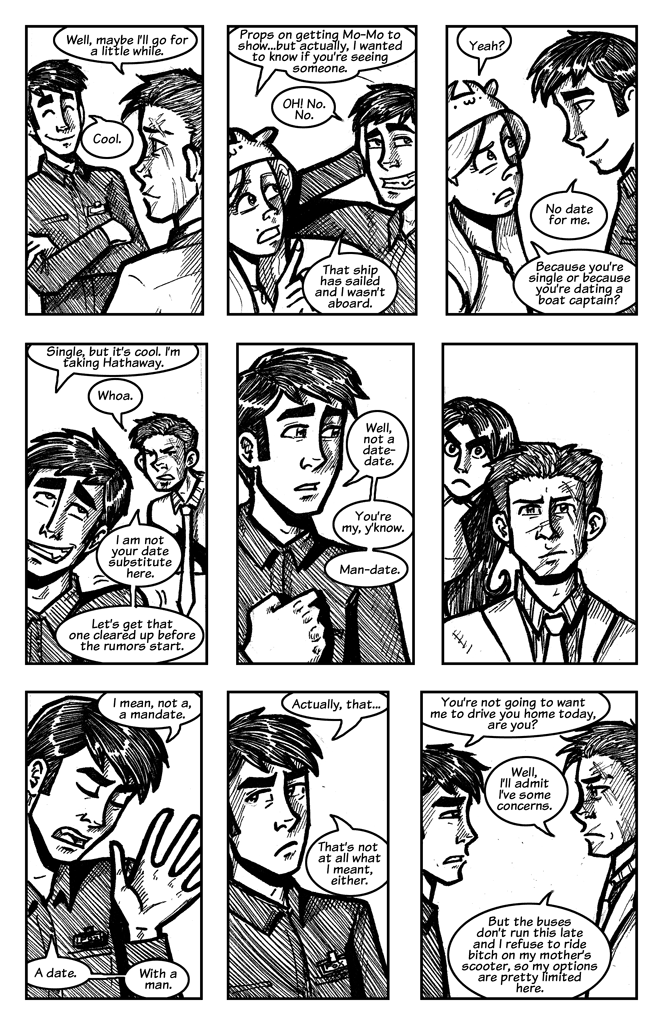 Well, maybe I'll go for
a little while.
Cool.
Props on getting Mo-Mo to
show...but actually, I wanted
to know if you're seeing
someone.
OH! No.
No.
That ship
has sailed
and I wasn't
aboard.
Yeah?
No date
for me.
Because you're
single or because
you're dating a
boat captain?
Single, but it's cool. I'm
taking Hathaway.
Whoa.
I am not
your date
substitute
here.
Let's get that
one cleared up before
the rumors start.
Well,
not a
date-
date.
You're
my, y'know.
Man-date.
I mean, not a,
a mandate.
A date.
With a
man.
Actually, that...
That's not
at all what
I meant,
either.
You're not going to want
me to drive you home today,
are you?
Well,
I'll admit
I've some
concerns.
But the buses
don't run this late
and I refuse to ride
bitch on my mother's
scooter, so my options
are pretty limited
here.